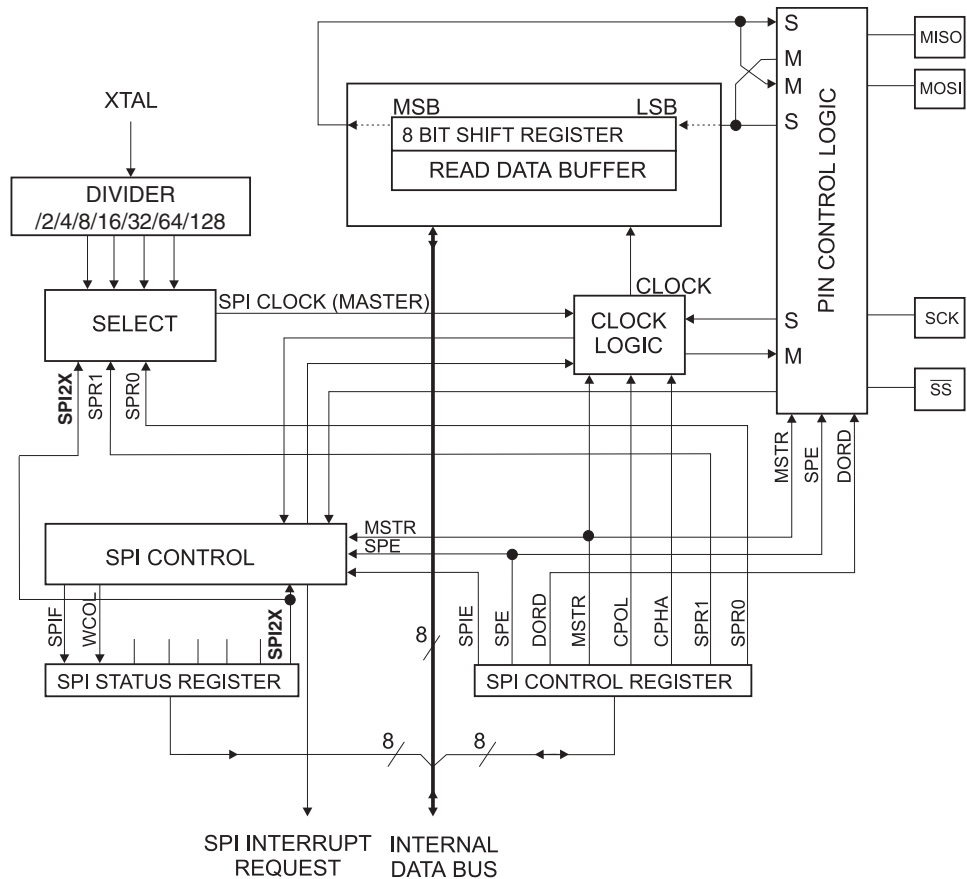 S
MISO
M
M
MOSI
S
XTAL
MSB
LSB
8 BIT SHIFT REGISTER
READ DATA BUFFER
PIN CONTROL LOGIC
DIVIDER
/2/4/8/16/32/64/128
SPI CLOCK (MASTER)
SELECT
CLOCK
CLOCK
LOGIC
S
M
SCK
SS
SPI2X
SPR1
SPR0
MSTR
SPE
DORD
SPI CONTROL
MSTR
SPE
SPIF
WCOL
SPI2X
8
SPIE
SPE
DORD
MSTR
CPOL
CPHA
SPR1
SPR0
SPI STATUS REGISTER
SPI CONTROL REGISTER
8
8
SPI INTERRUPT
REQUEST
INTERNAL
DATA BUS